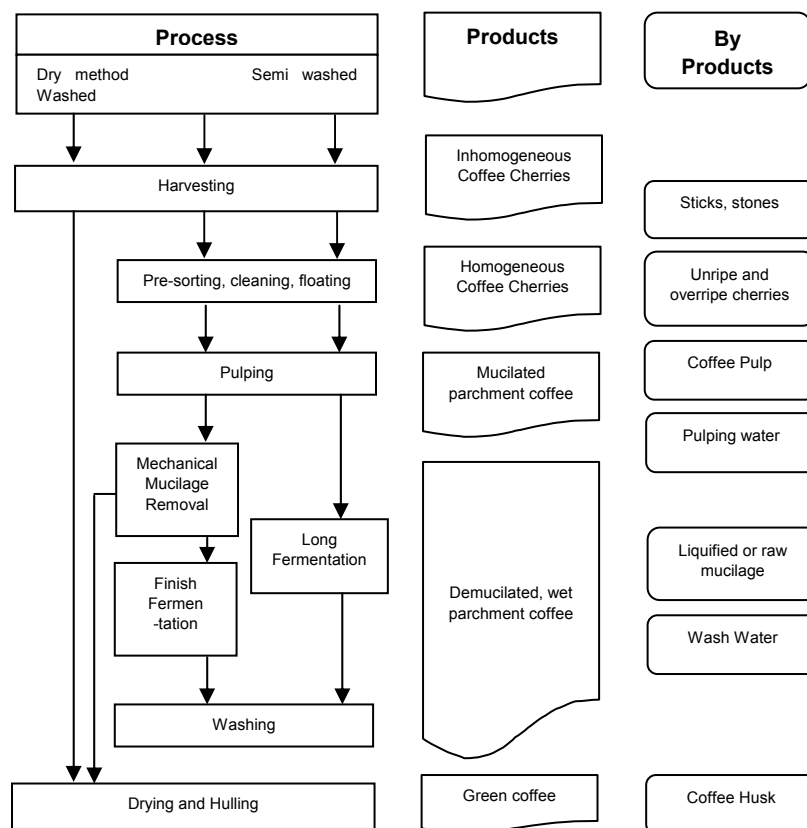 Process
Dry method Semi washed
Washed
Harvesting
Pre-sorting, cleaning, floating
Pulping
Mechanical
Mucilage
Removal
Long
Fermentation
Finish
Fermen
-tation
Washing
Drying and Hulling
Products
Inhomogeneous
Coffee Cherries
Homogeneous
Coffee Cherries
Mucilated
parchment coffee
Demucilated, wet
parchment coffee
Green coffee
By
Products
Sticks, stones
Unripe and
overripe cherries
Coffee Pulp
Pulping water
Liquified or raw
mucilage
Wash Water
Coffee Husk